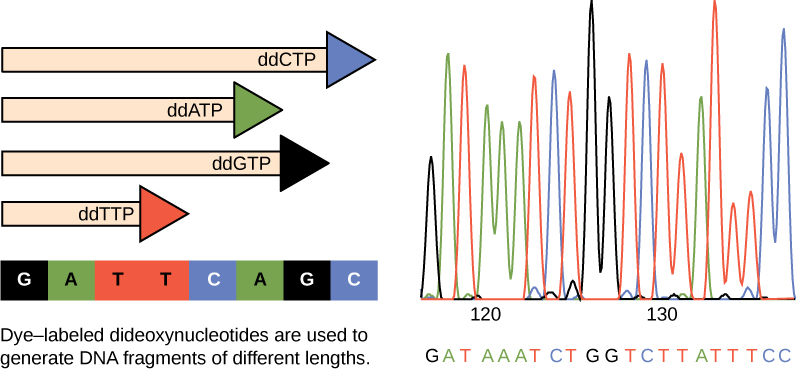 ddCTP
ddATP
ddGTP
ddTTP
G A T T C A G C
Dye–labeled dideoxynucleotides are used to
generate DNA fragments of different lengths.
120 130
GAT AAAT CT GGTCTTATTTCC